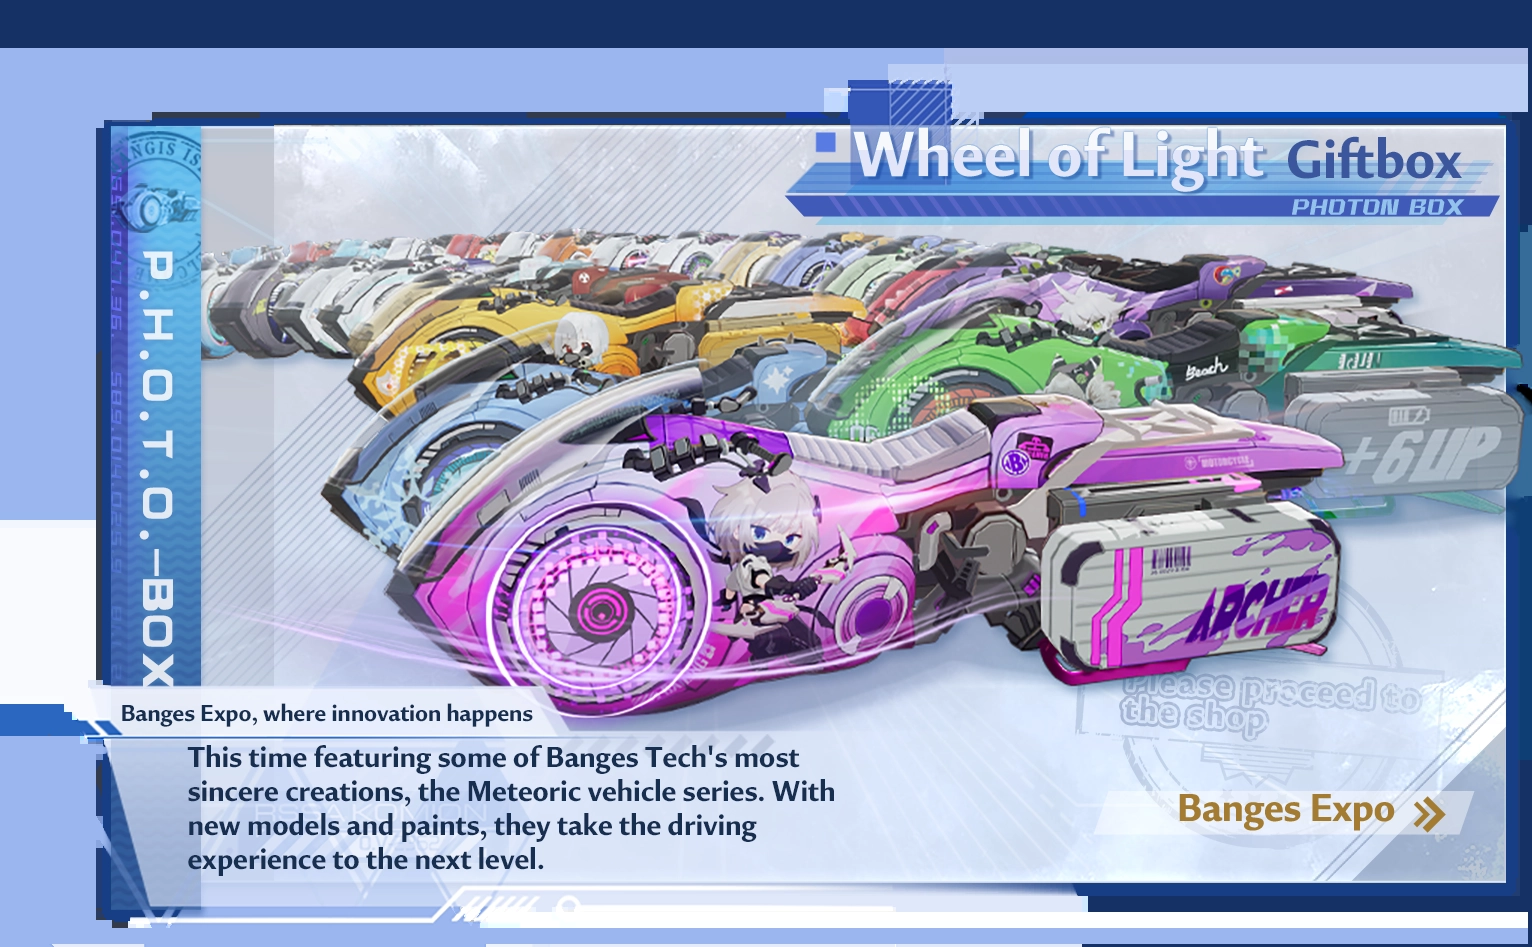 Wheel of Light Giftbox
PHOTON BOX
P.H.O.T.O.-BOX
Beach
+6UP
MOTORCYCLE
ARCHER
Please proceed to
the shop
Banges Expo, where innovation happens
This time featuring some of Banges Tech's most
sincere creations, the Meteoric vehicle series. With
new models and paints, they take the driving
experience to the next level.
Banges Expo